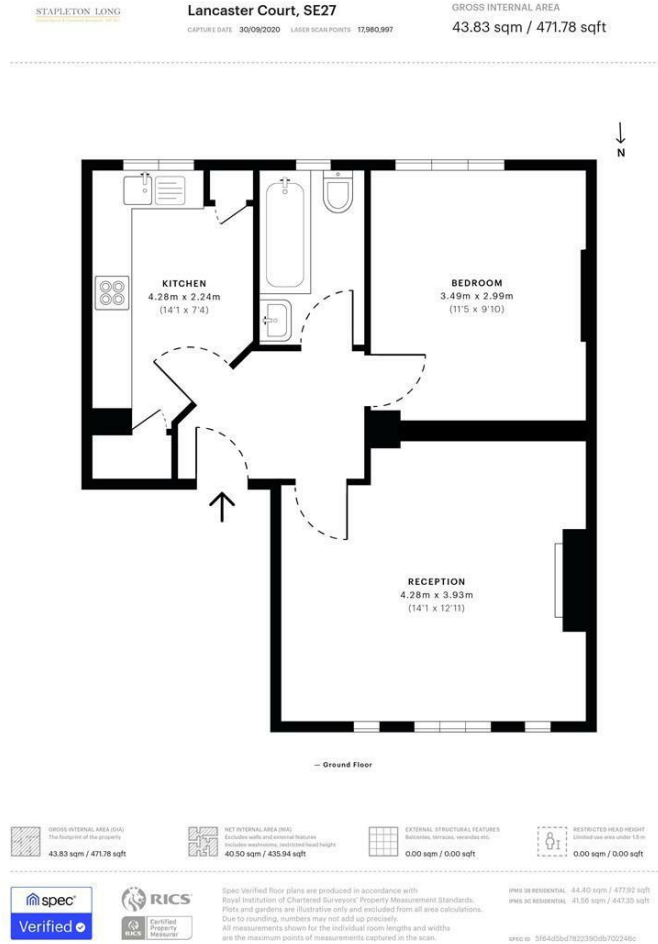 STAPLETON LONG
Lancaster Court, SE27
CAPTURE DATE 30/09/2020 LASER SCAN POINTS 17,980,997
GROSS INTERNAL AREA
43.83 sqm / 471.78 sqft
N
KITCHEN
4.28m x 2.24m
(14'1 x 7'4)
BEDROOM
3.49m x 2.99m
(11'5 x 9'10)
RECEPTION
4.28m x 3.93m
(14'1 x 12'11)
— Ground Floor
GROSS INTERNAL AREA (GIA)
The footprint of the property
43.83 sqm / 471.78 sqft
NET INTERNAL AREA (NIA)
Excludes walls and external features
Includes washrooms, restricted head height
40.50 sqm / 435.94 sqft
EXTERNAL STRUCTURAL FEATURES
Balconies, terraces, verandas etc.
0.00 sqm / 0.00 sqft
RESTRICTED HEAD HEIGHT
Limited use area under 1.5 m
0.00 sqm / 0.00 sqft
spec
Verified
RICS
RICS
Certified
Property
Measurer
Spec Verified floor plans are produced in accordance with
Royal Institution of Chartered Surveyors' Property Measurement Standards.
Plots and gardens are illustrative only and excluded from all area calculations.
Due to rounding, numbers may not add up precisely.
All measurements shown for the individual room lengths and widths
are the maximum points of measurements captured in the scan.
IPMS 3B RESIDENTIAL 44.40 sqm / 477.92 sqft
IPMS 3C RESIDENTIAL 41.56 sqm / 447.35 sqft
SPEC ID 5f64d5bd7822390db702246c